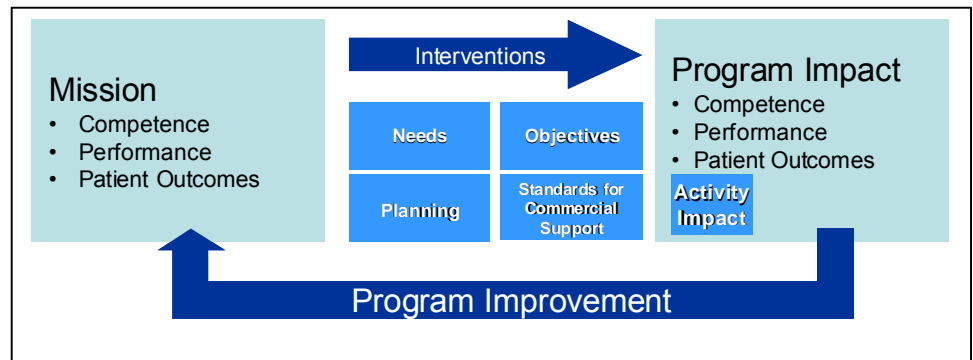 Mission
• Competence
• Performance
• Patient Outcomes
Interventions
Needs
Objectives
Planning
Standards for
Commercial
Support
Program Impact
• Competence
• Performance
• Patient Outcomes
Activity
Impact
Program Improvement